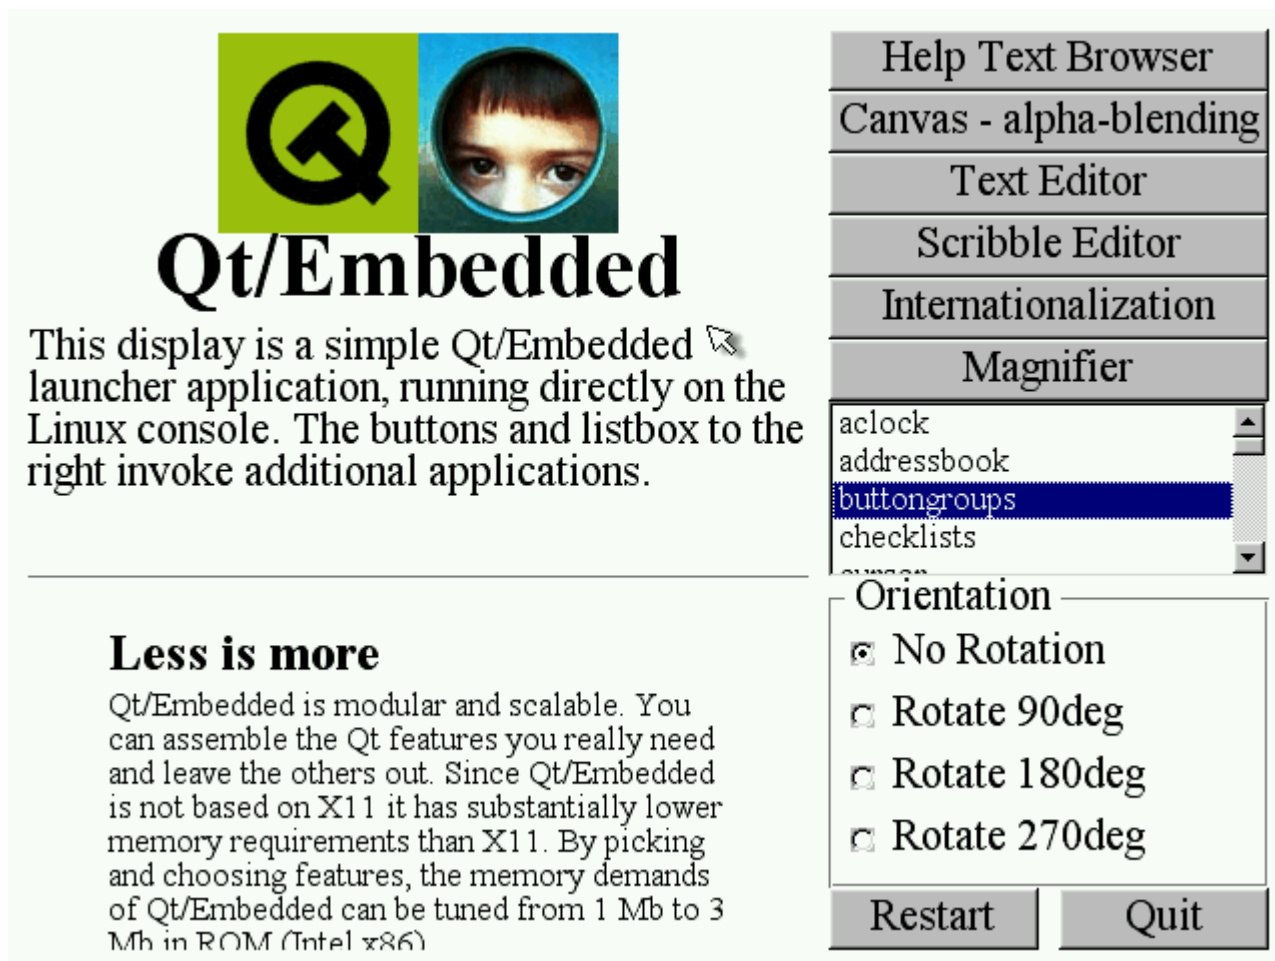 Qt/Embedded
This display is a simple Qt/Embedded
launcher application, running directly on the
Linux console. The buttons and listbox to the
right invoke additional applications.
Less is more
Qt/Embedded is modular and scalable. You
can assemble the Qt features you really need
and leave the others out. Since Qt/Embedded
is not based on X11 it has substantially lower
memory requirements than X11. By picking
and choosing features, the memory demands
of Qt/Embedded can be tuned from 1 Mb to 3
Mb in ROM (Intel x86)
Help Text Browser
Canvas - alpha-blending
Text Editor
Scribble Editor
Internationalization
Magnifier
aclock
addressbook
buttongroups
checklists
Orientation
No Rotation
Rotate 90deg
Rotate 180deg
Rotate 270deg
Restart
Quit